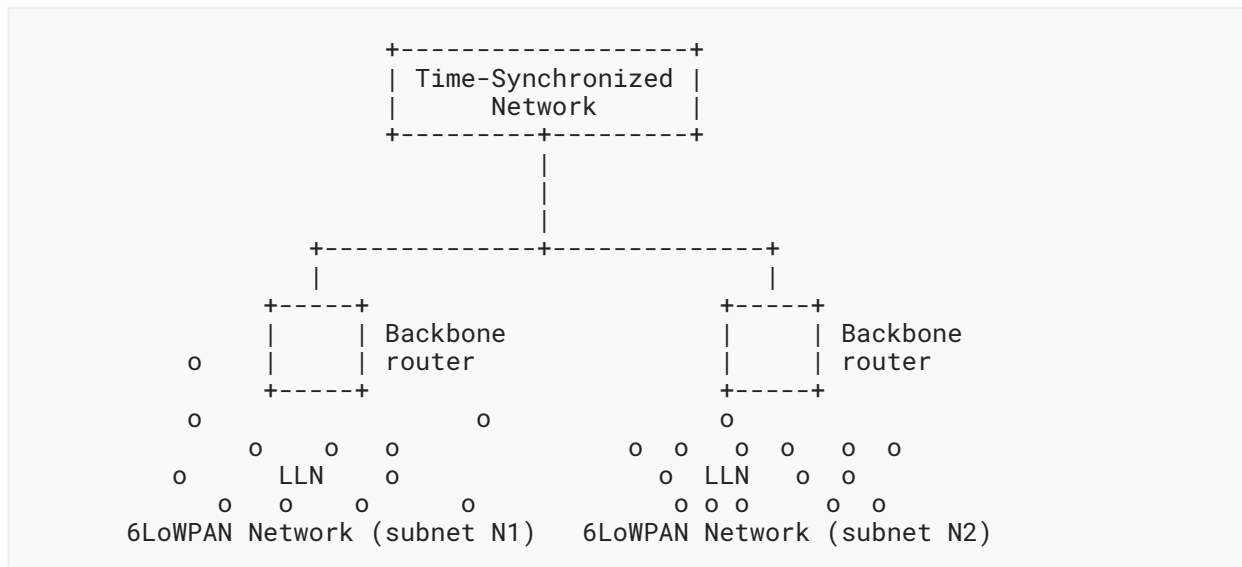 Time-Synchronized
Network
Backbone Backbone
o router router
o o o
o o o o o o o o o
o LLN o o LLN o o
o o o o o o o o o
6LoWPAN Network (subnet N1) 6LoWPAN Network (subnet N2)